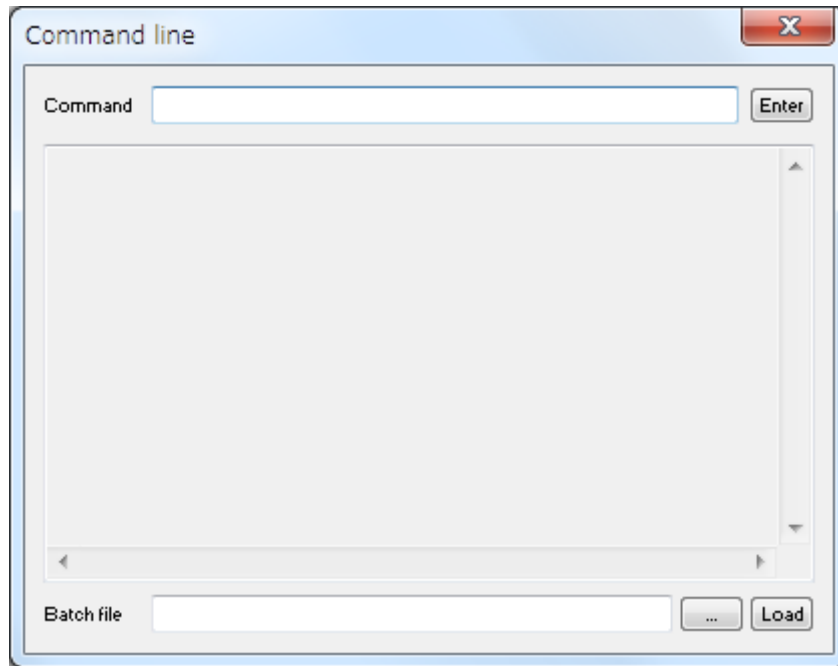 Command line
Command
Enter
Batch file
...
Load